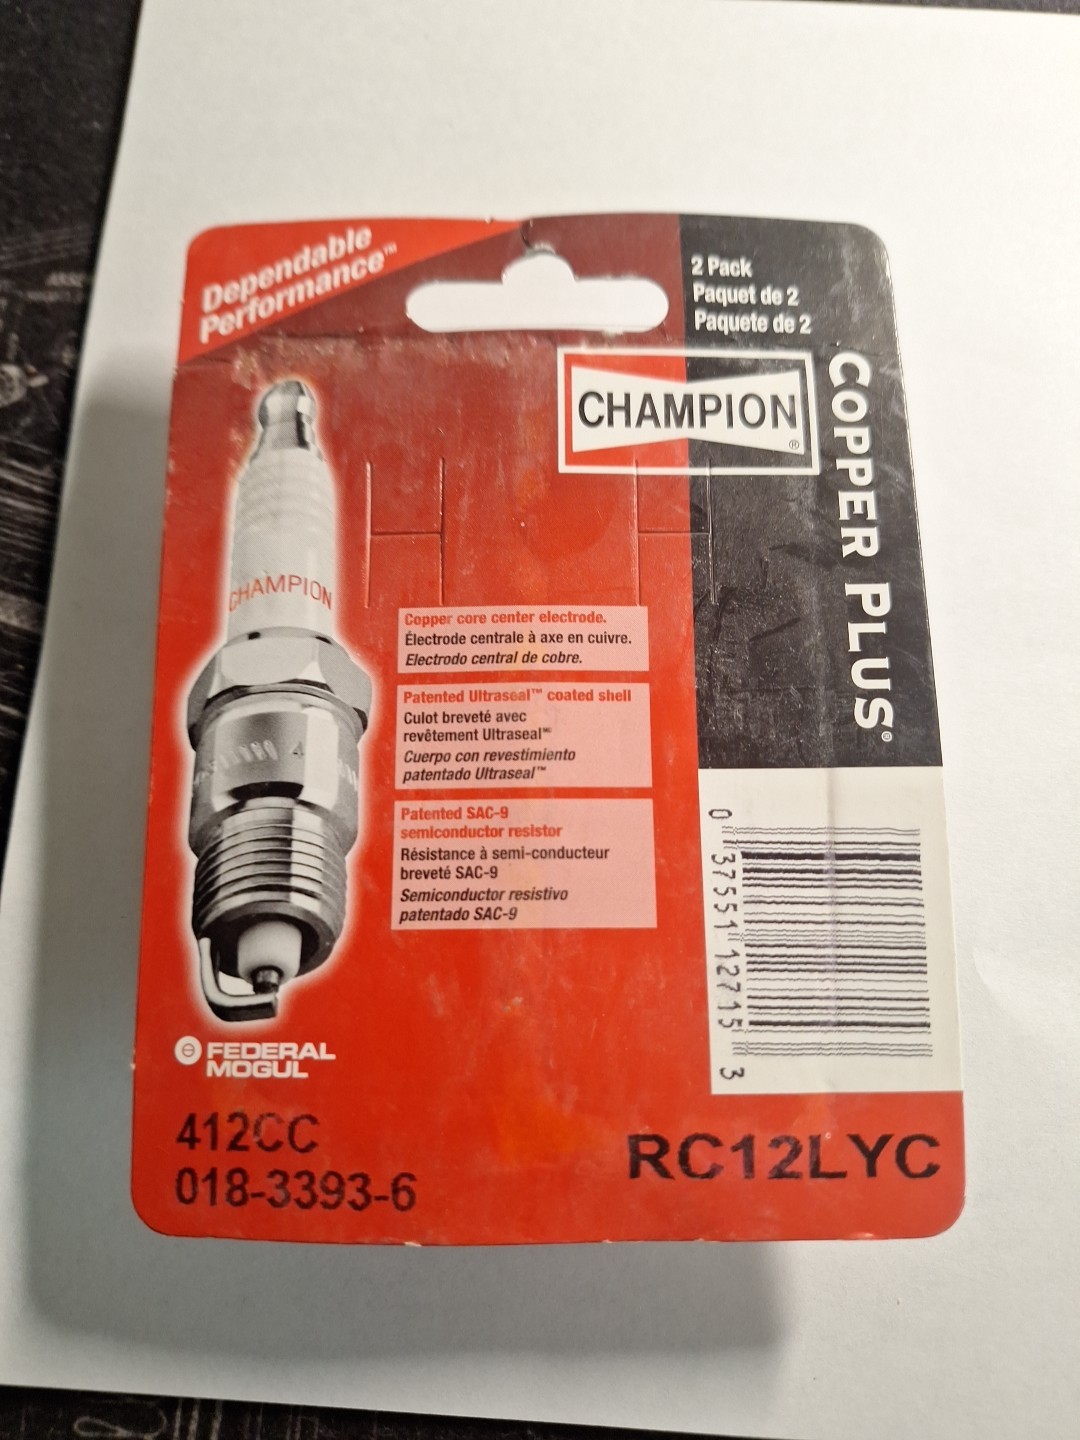 Dependable
Performance™
2 Pack
Paquet de 2
Paquete de 2
CHAMPION®
COPPER PLUS®
CHAMPION
4
Copper core center electrode.
Électrode centrale à axe en cuivre.
Electrodo central de cobre.
Patented Ultraseal™ coated shell
Culot breveté avec
revêtement Ultraseal™
Cuerpo con revestimiento
patentado Ultraseal™
Patented SAC-9
semiconductor resistor
Résistance à semi-conducteur
breveté SAC-9
Semiconductor resistivo
patentado SAC-9
0 37551 12715 3
FEDERAL
MOGUL
412CC
018-3393-6
RC12LYC